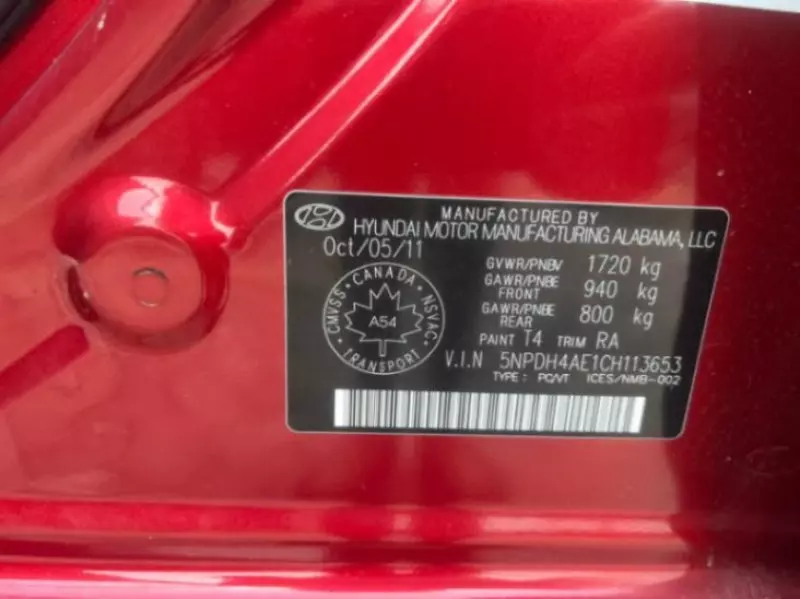 MANUFACTURED BY
HYUNDAI MOTOR MANUFACTURING ALABAMA, LLC
Oct/05/11
GVWR/PNBV 1720 kg
GAWR/PNBE FRONT 940 kg
GAWR/PNBE REAR 800 kg
PAINT T4 TRIM RA
V.I.N 5NPDH4AE1CH113653
TYPE: PC/VT ICES/NMB-002
CANADA
CMVSS NSVAC
A54
TRANSPORT